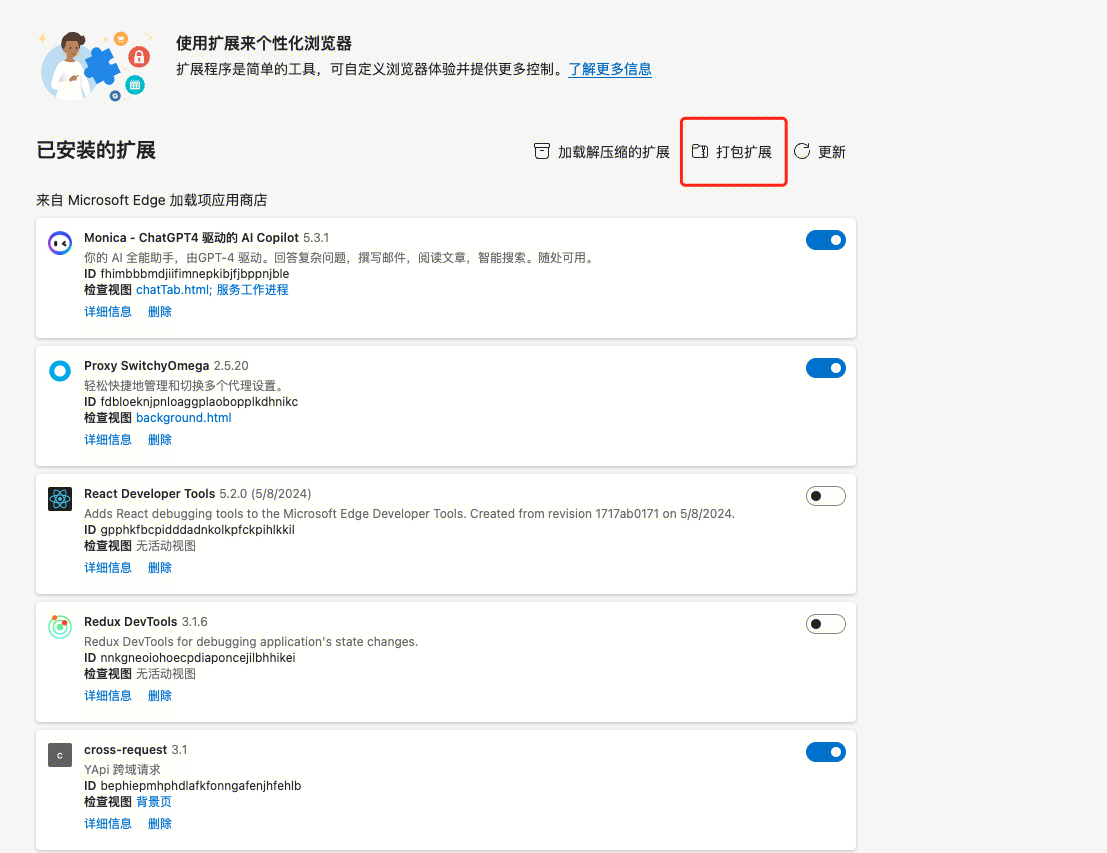 使用扩展来个性化浏览器
扩展程序是简单的工具，可自定义浏览器体验并提供更多控制。了解更多信息
已安装的扩展
加载解压缩的扩展
打包扩展
更新
来自 Microsoft Edge 加载项应用商店
Monica - ChatGPT4 驱动的 AI Copilot 5.3.1
你的 AI 全能助手，由GPT-4 驱动。回答复杂问题，撰写邮件，阅读文章，智能搜索。随处可用。
ID fhimbbbmdjiifimnepkibjfjbppnjble
检查视图 chatTab.html; 服务工作进程
详细信息 删除
Proxy SwitchyOmega 2.5.20
轻松快捷地管理和切换多个代理设置。
ID fdbloeknjpnloaggplaobopplkdhnikc
检查视图 background.html
详细信息 删除
React Developer Tools 5.2.0 (5/8/2024)
Adds React debugging tools to the Microsoft Edge Developer Tools. Created from revision 1717ab0171 on 5/8/2024.
ID gpphkfbcpidddadnkolkpfckpihlkkil
检查视图 无活动视图
详细信息 删除
Redux DevTools 3.1.6
Redux DevTools for debugging application's state changes.
ID nnkgneoiohoecpdiaponcejilbhhikei
检查视图 无活动视图
详细信息 删除
C
cross-request 3.1
YApi 跨域请求
ID bephiepmhphdlafkfonngafenjhfehlb
检查视图 背景页
详细信息 删除